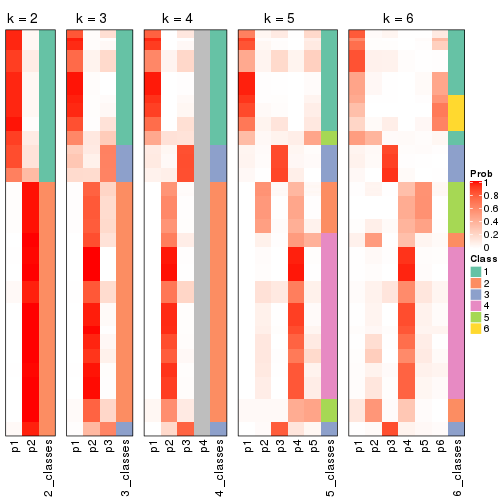 k = 2
k = 3
k = 4
k = 5
k = 6
Prob
1
0.8
0.6
0.4
0.2
0
Class
1
2
3
4
5
6
p1
p2
2_classes
p1
p2
p3
3_classes
p1
p2
p3
p4
4_classes
p1
p2
p3
p4
p5
5_classes
p1
p2
p3
p4
p5
p6
6_classes